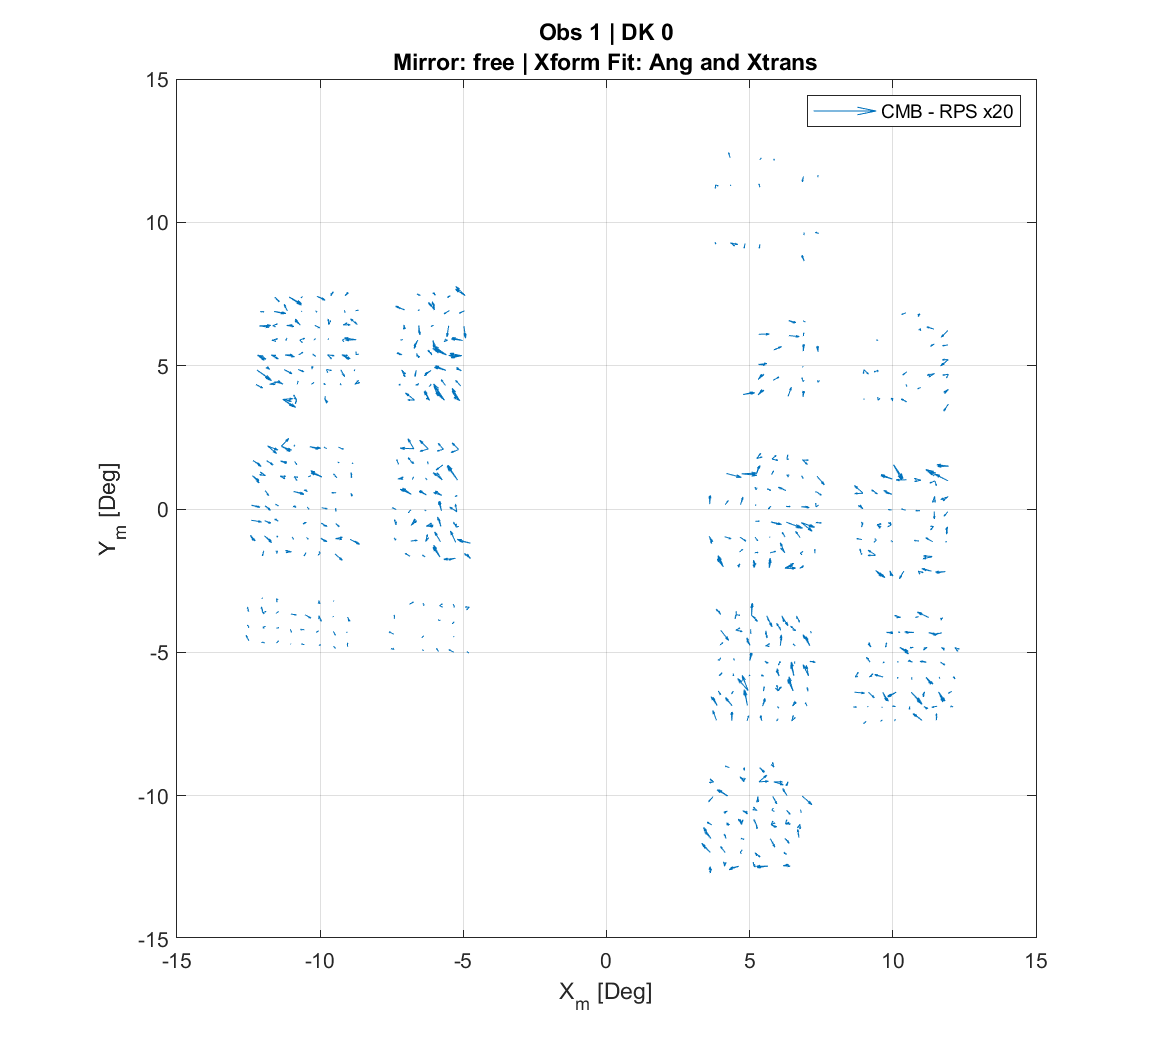 Obs 1 | DK 0
Mirror: free | Xform Fit: Ang and Xtrans
CMB - RPS x20
15
10
5
0
-5
-10
-15
Y_m [Deg]
-15 -10 -5 0 5 10 15
X_m [Deg]